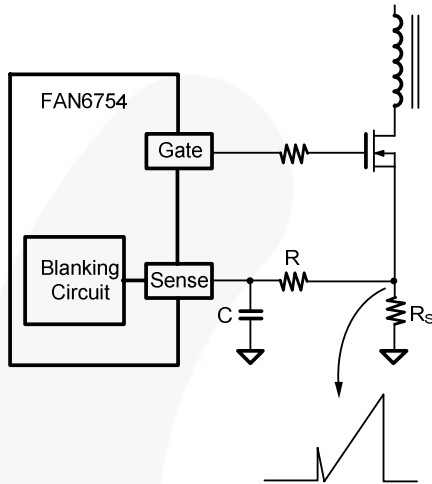 FAN6754
Gate
Blanking
Circuit
Sense
R
C
RS